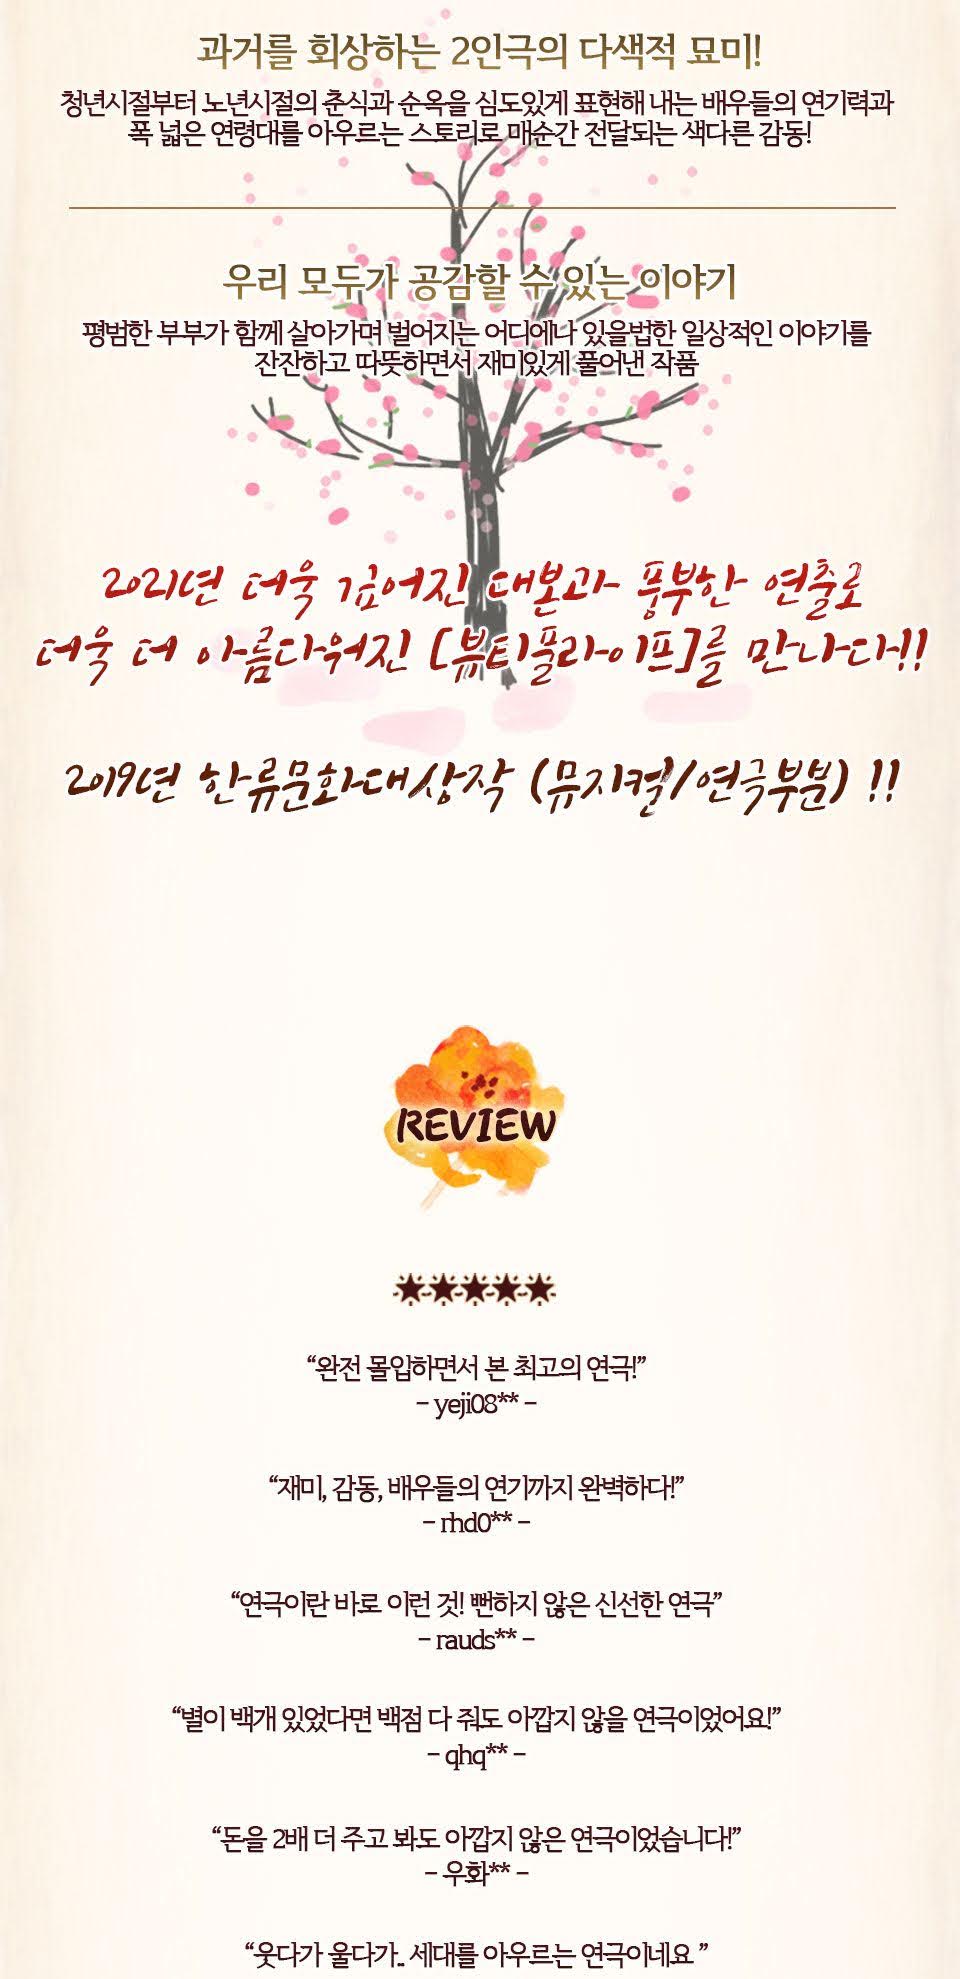 과거를 회상하는 2인극의 다색적 묘미!
청년시절부터 노년시절의 춘식과 순옥을 심도있게 표현해 내는 배우들의 연기력과
폭 넓은 연령대를 아우르는 스토리로 매순간 전달되는 색다른 감동!
우리 모두가 공감할 수 있는 이야기
평범한 부부가 함께 살아가며 벌어지는 어디에나 있을법한 일상적인 이야기를
잔잔하고 따뜻하면서 재미있게 풀어낸 작품
2021년 더욱 깊어진 대본과 풍부한 연출로
더욱 더 아름다워진 [뷰티풀라이프]를 만나다!!
2019년 한류문화대상작 (뮤지컬/연극부분) !!
REVIEW
“완전 몰입하면서 본 최고의 연극!”
- yeji08** -
“재미, 감동, 배우들의 연기까지 완벽하다!”
- rhd0** -
“연극이란 바로 이런 것! 뻔하지 않은 신선한 연극”
- rauds** -
“별이 백개 있었다면 백점 다 줘도 아깝지 않을 연극이었어요!”
- qhq** -
“돈을 2배 더 주고 봐도 아깝지 않은 연극이었습니다!”
- 우화** -
“웃다가 울다가.. 세대를 아우르는 연극이네요 ”